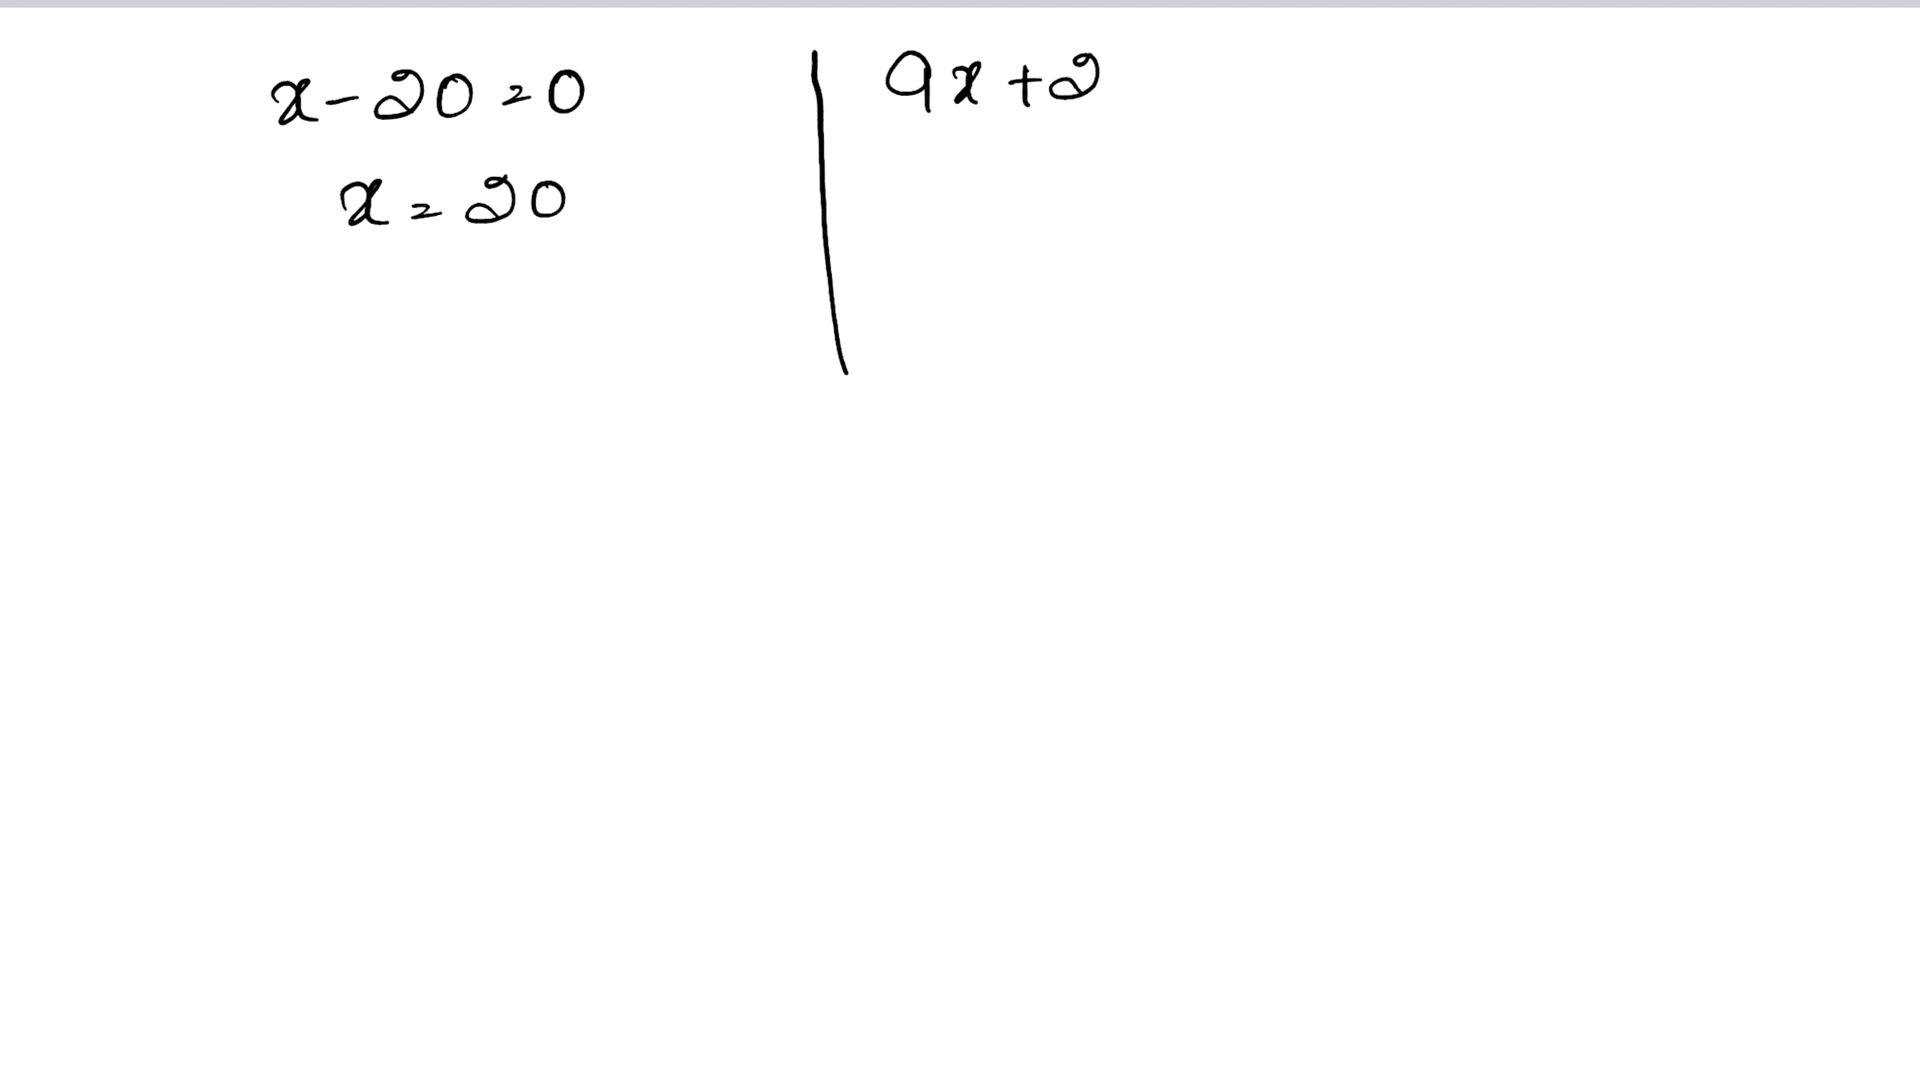 x - 20 = 0
x = 20
9x + 2